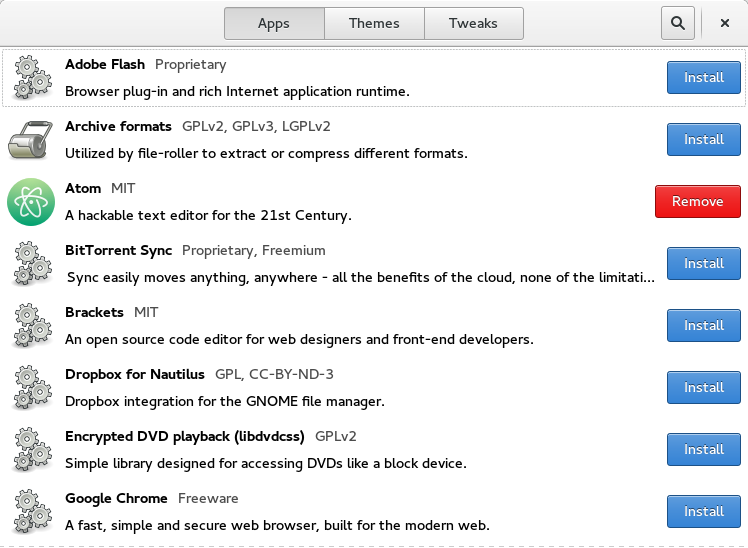 Apps Themes Tweaks
Adobe Flash Proprietary
Browser plug-in and rich Internet application runtime.
Install
Archive formats GPLv2, GPLv3, LGPLv2
Utilized by file-roller to extract or compress different formats.
Install
Atom MIT
A hackable text editor for the 21st Century.
Remove
BitTorrent Sync Proprietary, Freemium
Sync easily moves anything, anywhere - all the benefits of the cloud, none of the limitati...
Install
Brackets MIT
An open source code editor for web designers and front-end developers.
Install
Dropbox for Nautilus GPL, CC-BY-ND-3
Dropbox integration for the GNOME file manager.
Install
Encrypted DVD playback (libdvdcss) GPLv2
Simple library designed for accessing DVDs like a block device.
Install
Google Chrome Freeware
A fast, simple and secure web browser, built for the modern web.
Install